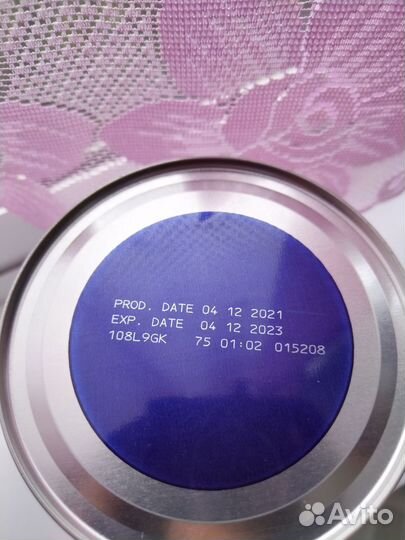 PROD. DATE 04 12 2021
EXP. DATE 04 12 2023
108L9GK 75 01:02 015208
Avito